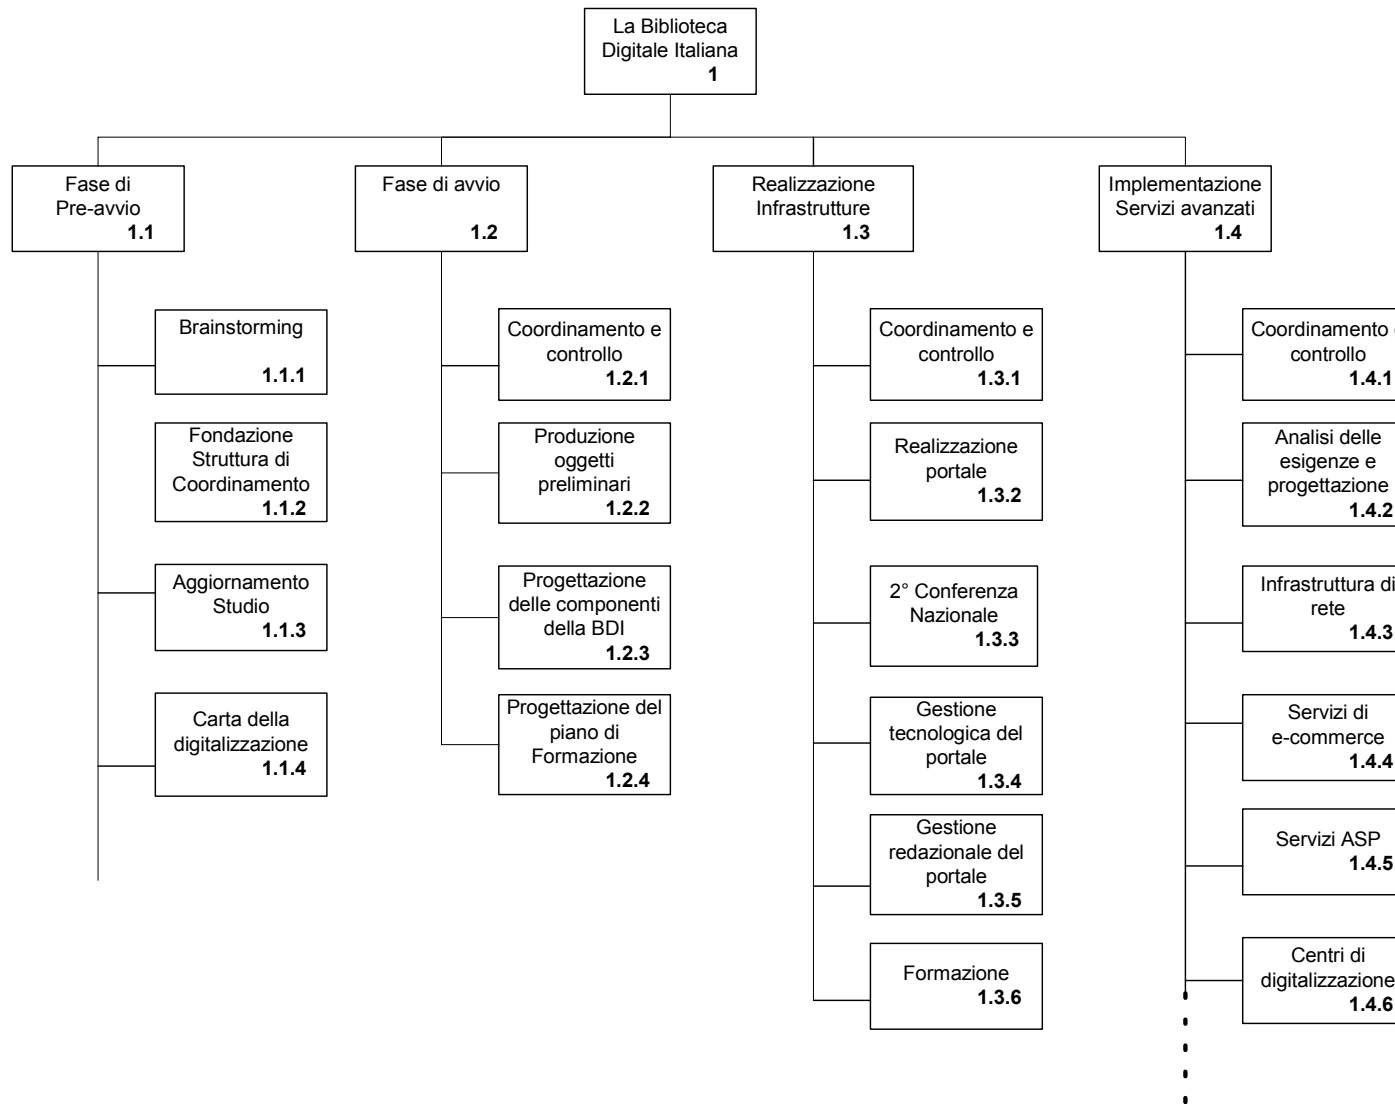 La Biblioteca
Digitale Italiana
1
Fase di
Pre-avvio
1.1
Fase di avvio
1.2
Realizzazione
Infrastrutture
1.3
Implementazione
Servizi avanzati
1.4
Brainstorming
1.1.1
Fondazione
Struttura di
Coordinamento
1.1.2
Aggiornamento
Studio
1.1.3
Carta della
digitalizzazione
1.1.4
Coordinamento e
controllo
1.2.1
Produzione
oggetti
preliminari
1.2.2
Progettazione
delle componenti
della BDI
1.2.3
Progettazione del
piano di
Formazione
1.2.4
Coordinamento e
controllo
1.3.1
Realizzazione
portale
1.3.2
2° Conferenza
Nazionale
1.3.3
Gestione
tecnologica del
portale
1.3.4
Gestione
redazionale del
portale
1.3.5
Formazione
1.3.6
Coordinamento
controllo
1.4.1
Analisi delle
esigenze e
progettazione
1.4.2
Infrastruttura di
rete
1.4.3
Servizi di
e-commerce
1.4.4
Servizi ASP
1.4.5
Centri di
digitalizzazione
1.4.6